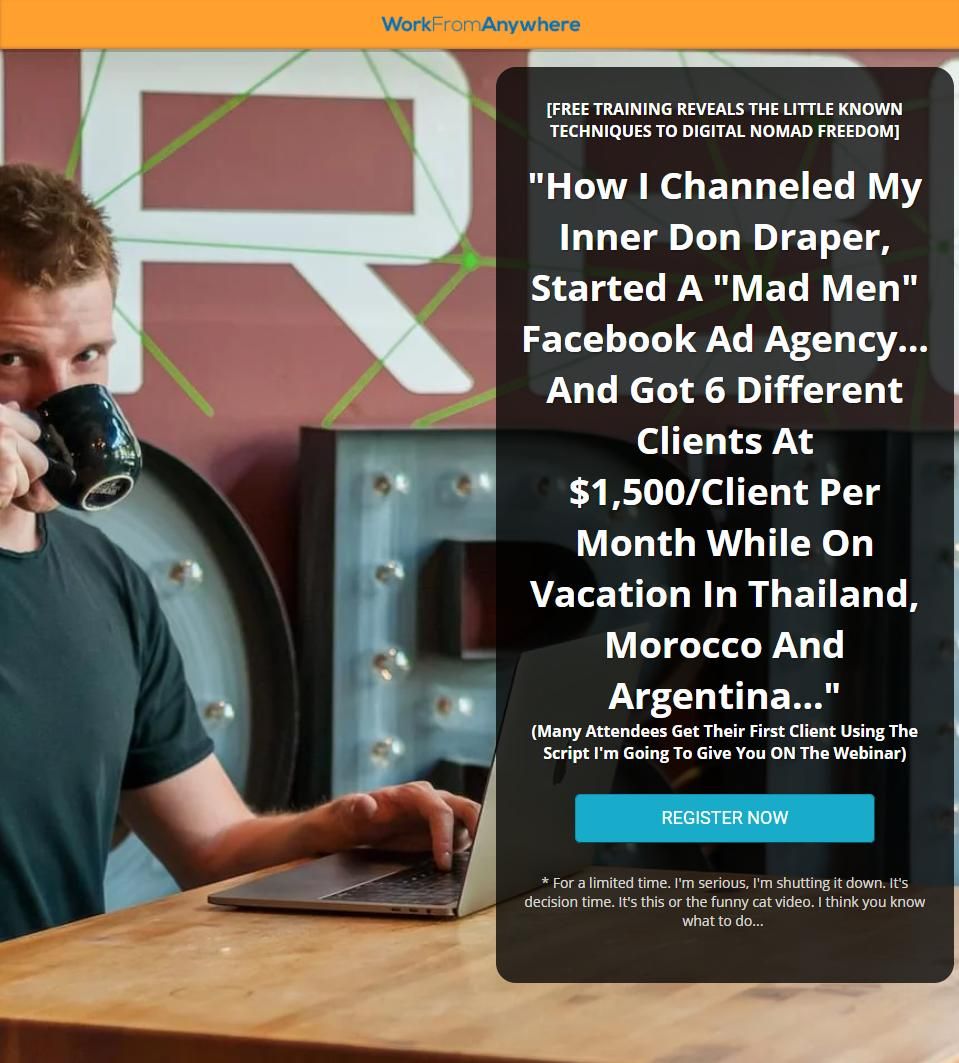 WorkFromAnywhere
[FREE TRAINING REVEALS THE LITTLE KNOWN
TECHNIQUES TO DIGITAL NOMAD FREEDOM]
"How I Channeled My
Inner Don Draper,
Started A "Mad Men"
Facebook Ad Agency...
And Got 6 Different
Clients At
$1,500/Client Per
Month While On
Vacation In Thailand,
Morocco And
Argentina..."
(Many Attendees Get Their First Client Using The
Script I'm Going To Give You ON The Webinar)
REGISTER NOW
* For a limited time. I'm serious, I'm shutting it down. It's
decision time. It's this or the funny cat video. I think you know
what to do...